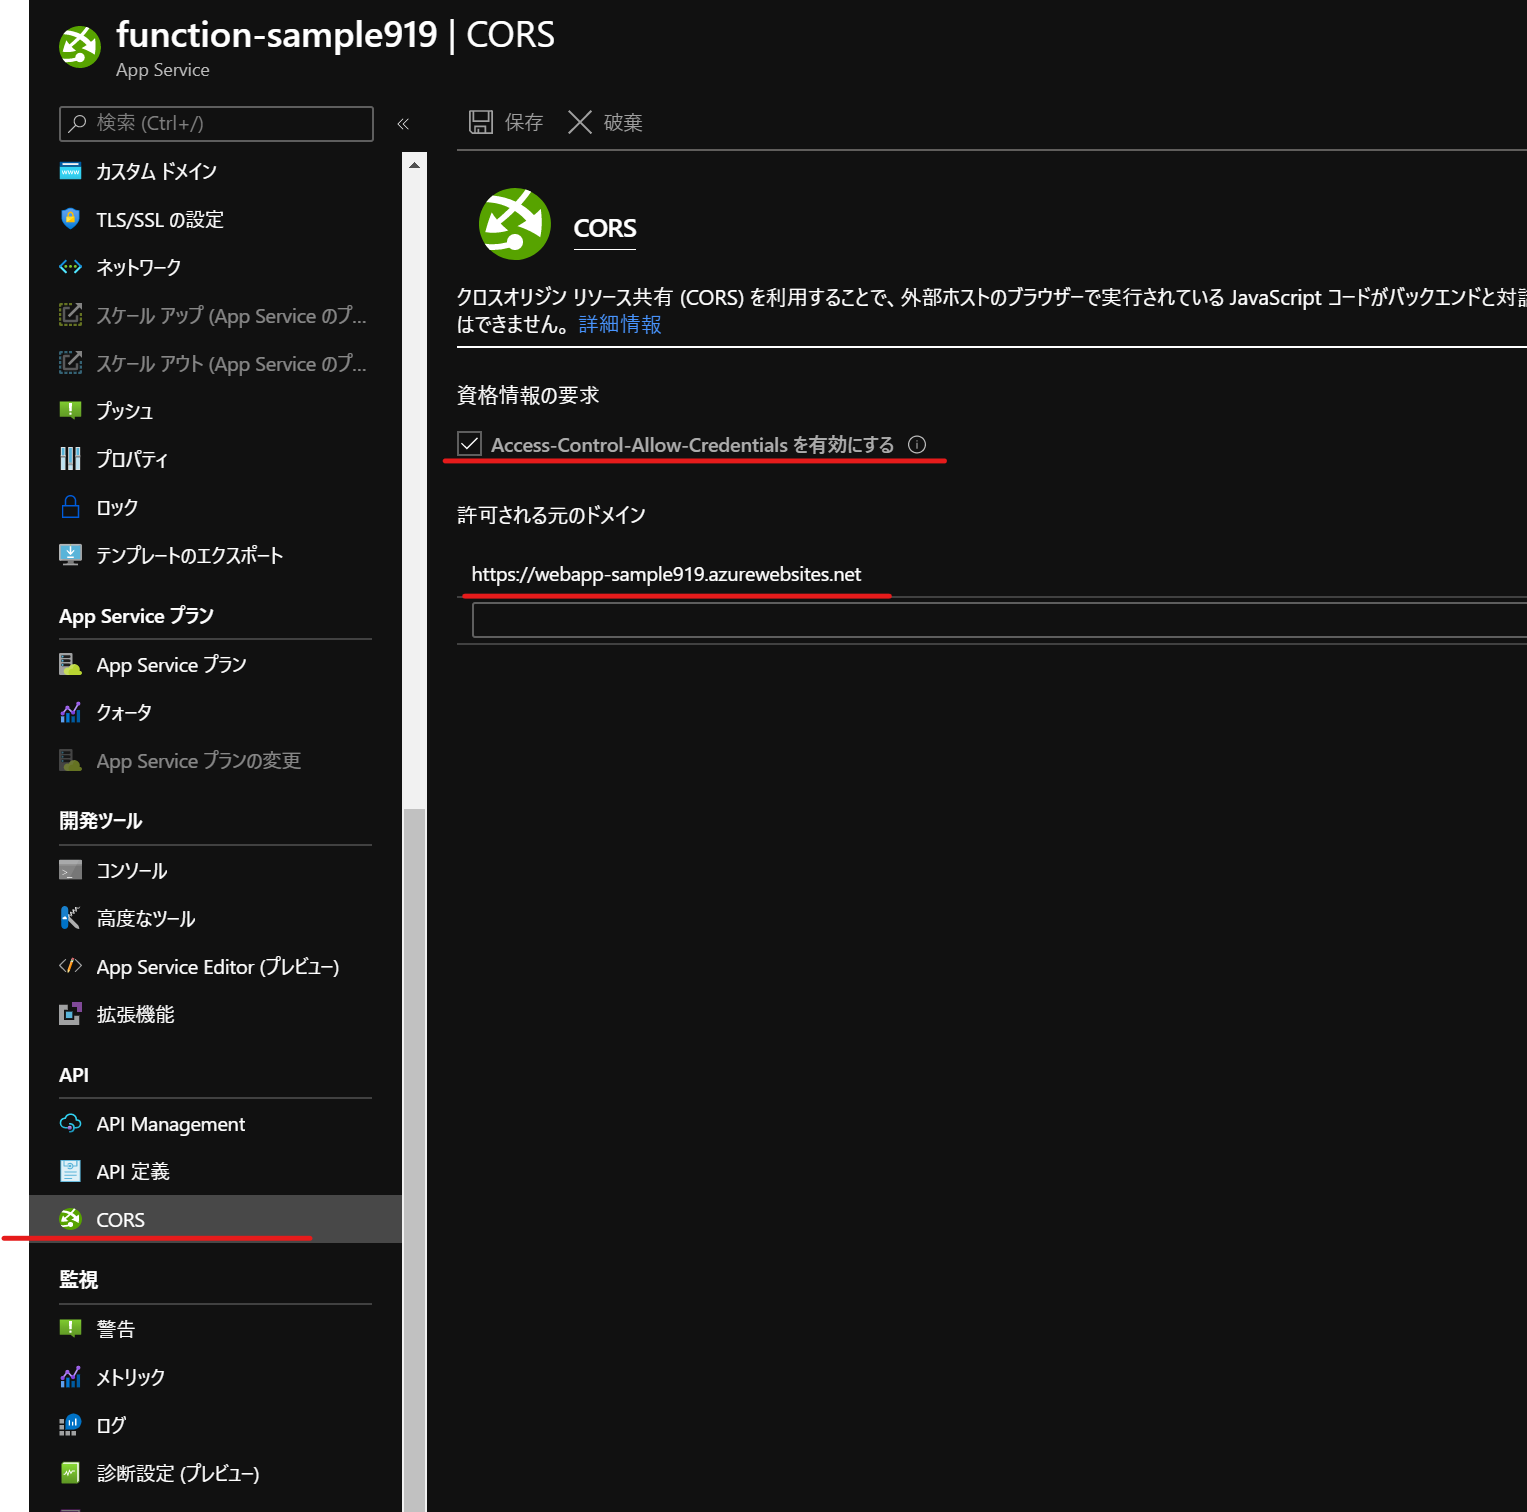 function-sample919 | CORS
App Service
検索 (Ctrl+/)
«
保存
破棄
カスタム ドメイン
TLS/SSL の設定
ネットワーク
スケール アップ (App Service のプ...
スケール アウト (App Service のプ...
プッシュ
プロパティ
ロック
テンプレートのエクスポート
App Service プラン
App Service プラン
クォータ
App Service プランの変更
開発ツール
コンソール
高度なツール
App Service Editor (プレビュー)
拡張機能
API
API Management
API 定義
CORS
監視
警告
メトリック
ログ
診断設定 (プレビュー)
CORS
クロスオリジン リソース共有 (CORS) を利用することで、外部ホストのブラウザーで実行されている JavaScript コードがバックエンドと対話
はできません。 詳細情報
資格情報の要求
Access-Control-Allow-Credentials を有効にする
許可される元のドメイン
https://webapp-sample919.azurewebsites.net